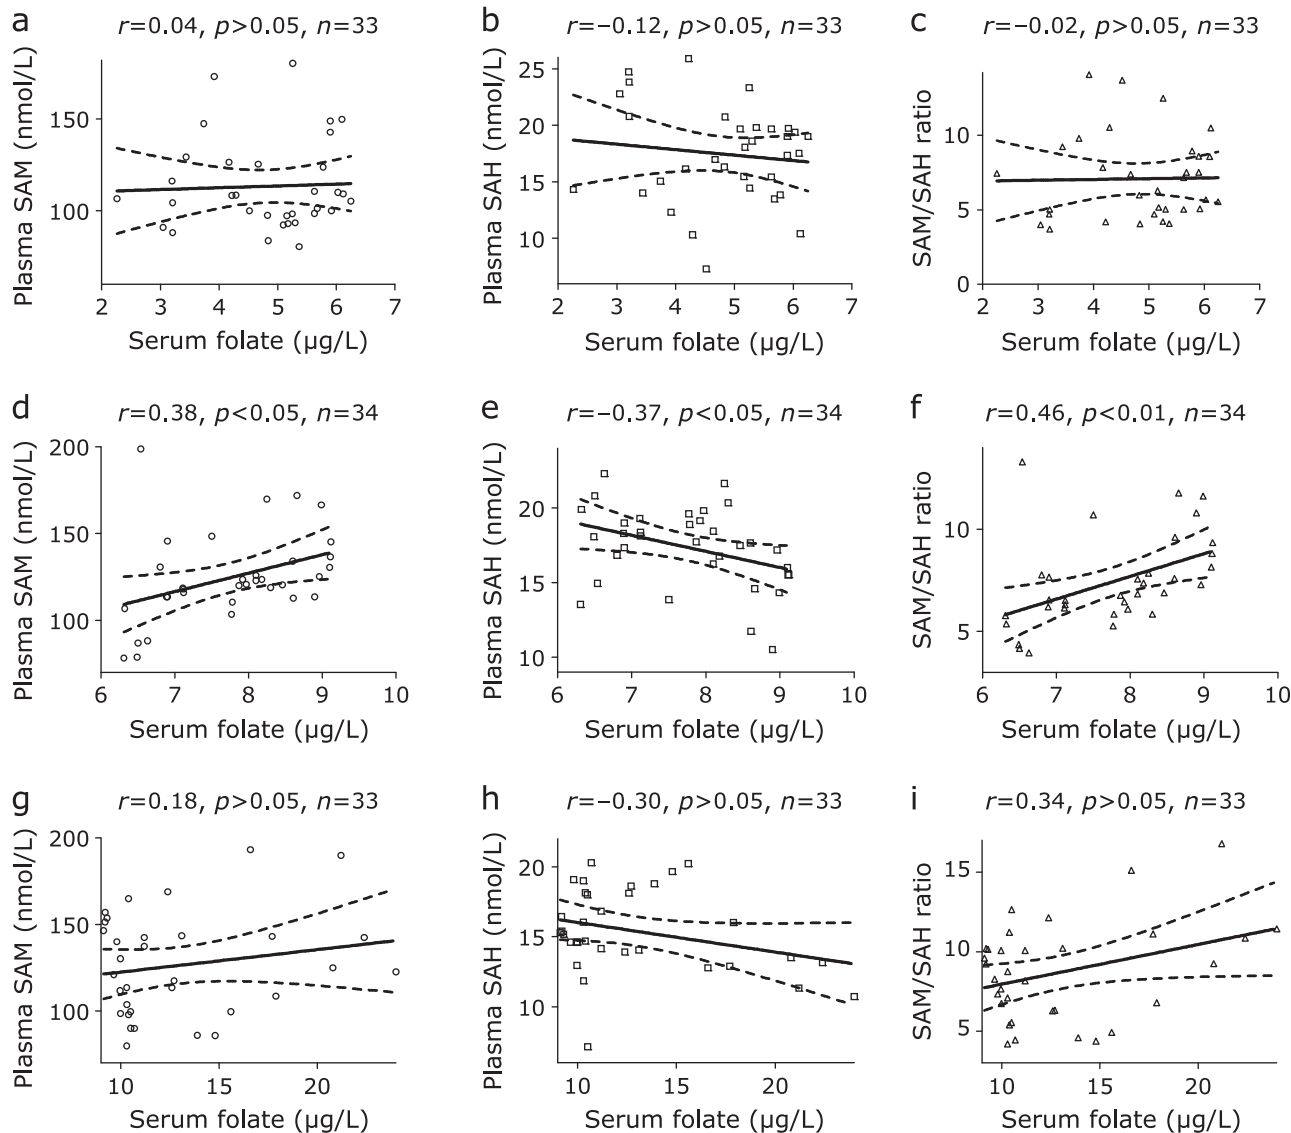 a
r=0.04, p>0.05, n=33
Plasma SAM (nmol/L)
150
100
2 3 4 5 6 7
Serum folate (µg/L)
b
r=−0.12, p>0.05, n=33
Plasma SAH (nmol/L)
25
20
15
10
2 3 4 5 6 7
Serum folate (µg/L)
c
r=−0.02, p>0.05, n=33
SAM/SAH ratio
10
5
0
2 3 4 5 6 7
Serum folate (µg/L)
d
r=0.38, p<0.05, n=34
Plasma SAM (nmol/L)
200
150
100
6 7 8 9 10
Serum folate (µg/L)
e
r=−0.37, p<0.05, n=34
Plasma SAH (nmol/L)
20
15
10
6 7 8 9 10
Serum folate (µg/L)
f
r=0.46, p<0.01, n=34
SAM/SAH ratio
10
5
6 7 8 9 10
Serum folate (µg/L)
g
r=0.18, p>0.05, n=33
Plasma SAM (nmol/L)
200
150
100
10 15 20
Serum folate (µg/L)
h
r=−0.30, p>0.05, n=33
Plasma SAH (nmol/L)
20
15
10
10 15 20
Serum folate (µg/L)
i
r=0.34, p>0.05, n=33
SAM/SAH ratio
15
10
5
10 15 20
Serum folate (µg/L)